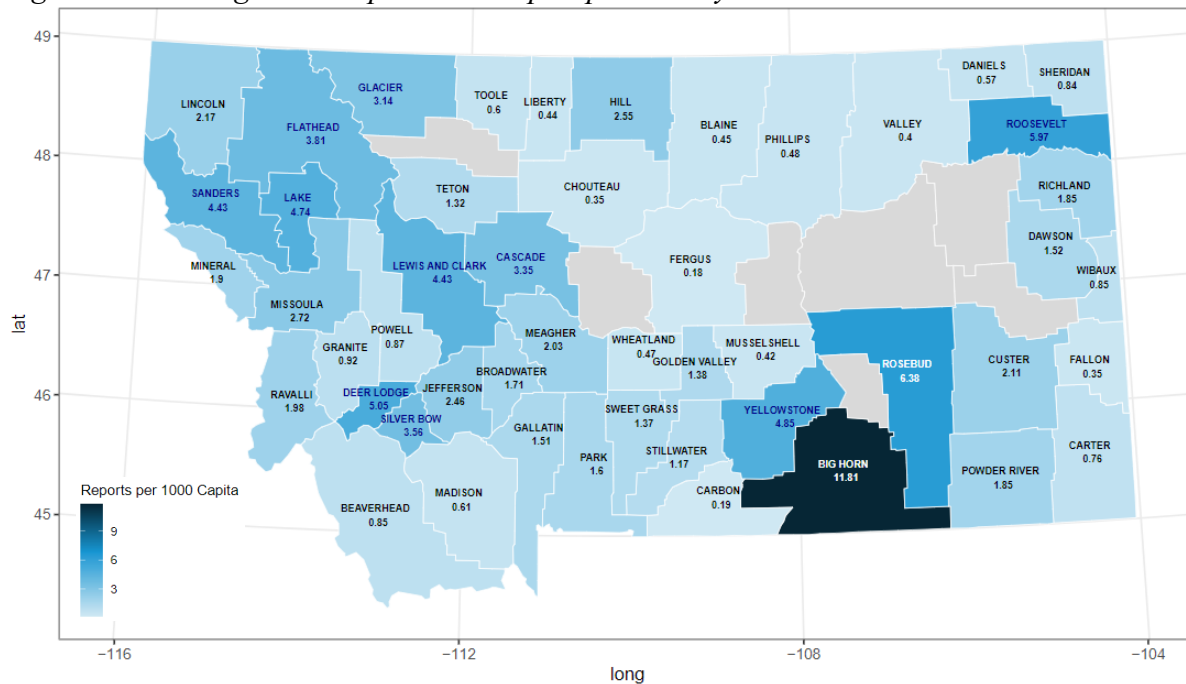 49
48
47
46
45
lat
−116
−112
−108
−104
long
LINCOLN
2.17
FLATHEAD
3.81
GLACIER
3.14
TOOLE
0.6
LIBERTY
0.44
HILL
2.55
BLAINE
0.45
PHILLIPS
0.48
VALLEY
0.4
DANIELS
0.57
SHERIDAN
0.84
ROOSEVELT
5.97
SANDERS
4.43
LAKE
4.74
TETON
1.32
CHOUTEAU
0.35
RICHLAND
1.85
DAWSON
1.52
WIBAUX
0.85
MINERAL
1.9
MISSOULA
2.72
LEWIS AND CLARK
4.43
CASCADE
3.35
FERGUS
0.18
POWELL
0.87
GRANITE
0.92
MEAGHER
2.03
WHEATLAND
0.47
GOLDEN VALLEY
1.38
MUSSELSHELL
0.42
ROSEBUD
6.38
CUSTER
2.11
FALLON
0.35
RAVALLI
1.98
DEER LODGE
5.05
SILVER BOW
3.56
JEFFERSON
2.46
BROADWATER
1.71
GALLATIN
1.51
PARK
1.6
SWEET GRASS
1.37
STILLWATER
1.17
YELLOWSTONE
4.85
BIG HORN
11.81
CARBON
0.19
POWDER RIVER
1.85
CARTER
0.76
BEAVERHEAD
0.85
MADISON
0.61
Reports per 1000 Capita
9
6
3